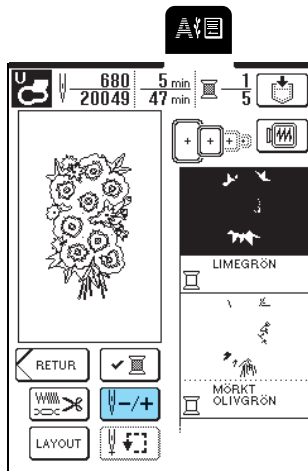 A
U
680 5 min 1
20049 47 min 5
LIMEGRÖN
RETUR
MÖRKT
OLIVGRÖN
-/+
LAYOUT